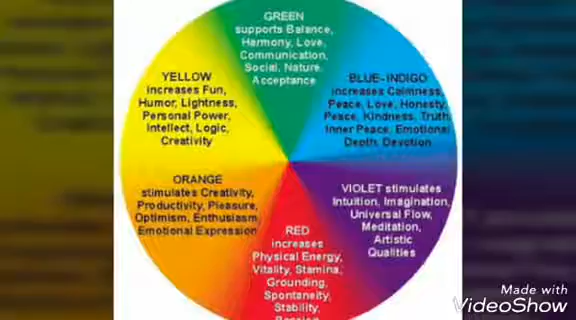 GREEN
supports Balance,
Harmony, Love,
Communication,
Social, Nature,
Acceptance
YELLOW
increases Fun,
Humor, Lightness,
Personal Power,
Intellect, Logic,
Creativity
BLUE-INDIGO
increases Calmness,
Peace, Love, Honesty,
Peace, Kindness, Truth,
Inner Peace, Emotional
Depth, Devotion
ORANGE
stimulates Creativity,
Productivity, Pleasure,
Optimism, Enthusiasm,
Emotional Expression
VIOLET stimulates
Intuition, Imagination,
Universal Flow,
Meditation,
Artistic
Qualities
RED
increases
Physical Energy,
Vitality, Stamina,
Grounding,
Spontaneity,
Stability,
Made with
VideoShow